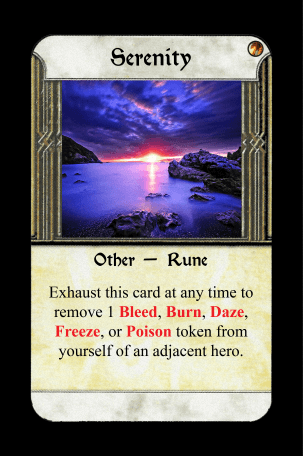 Serenity
Other — Rune
Exhaust this card at any time to
remove 1 Bleed, Burn, Daze,
Freeze, or Poison token from
yourself of an adjacent hero.